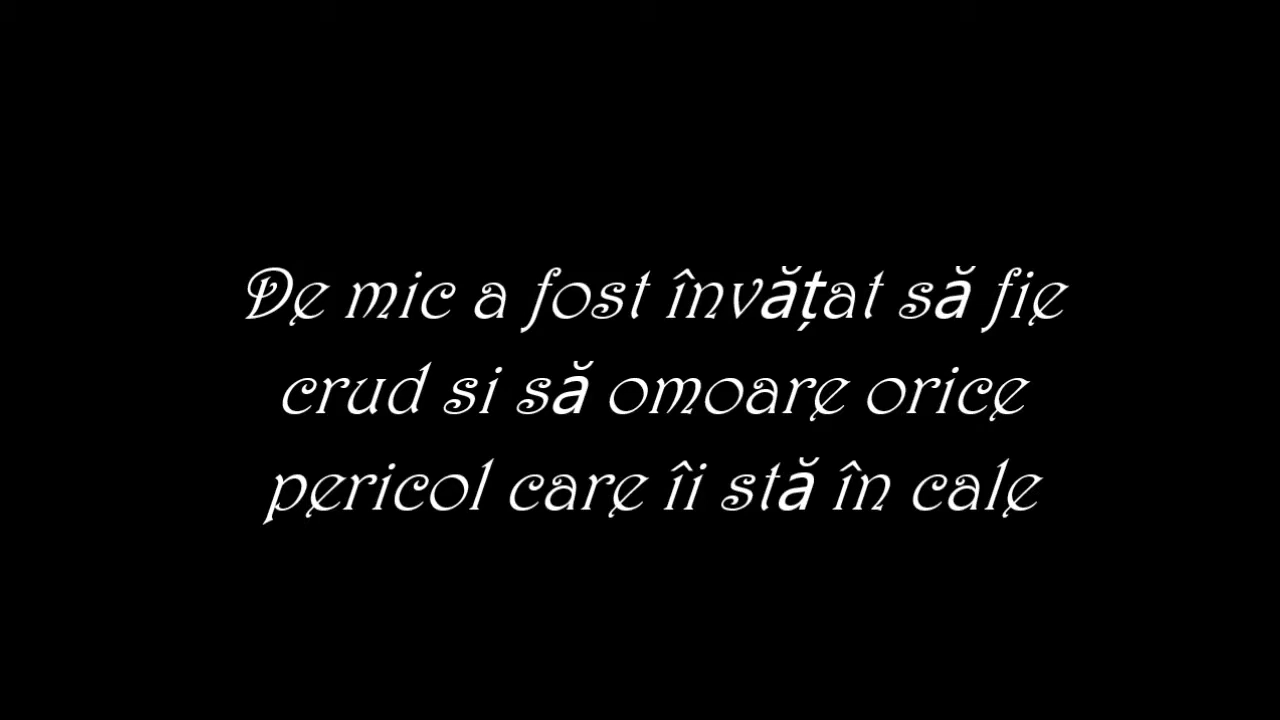 De mic a fost învățat să fie
crud si să omoare orice
pericol care îi stă în cale